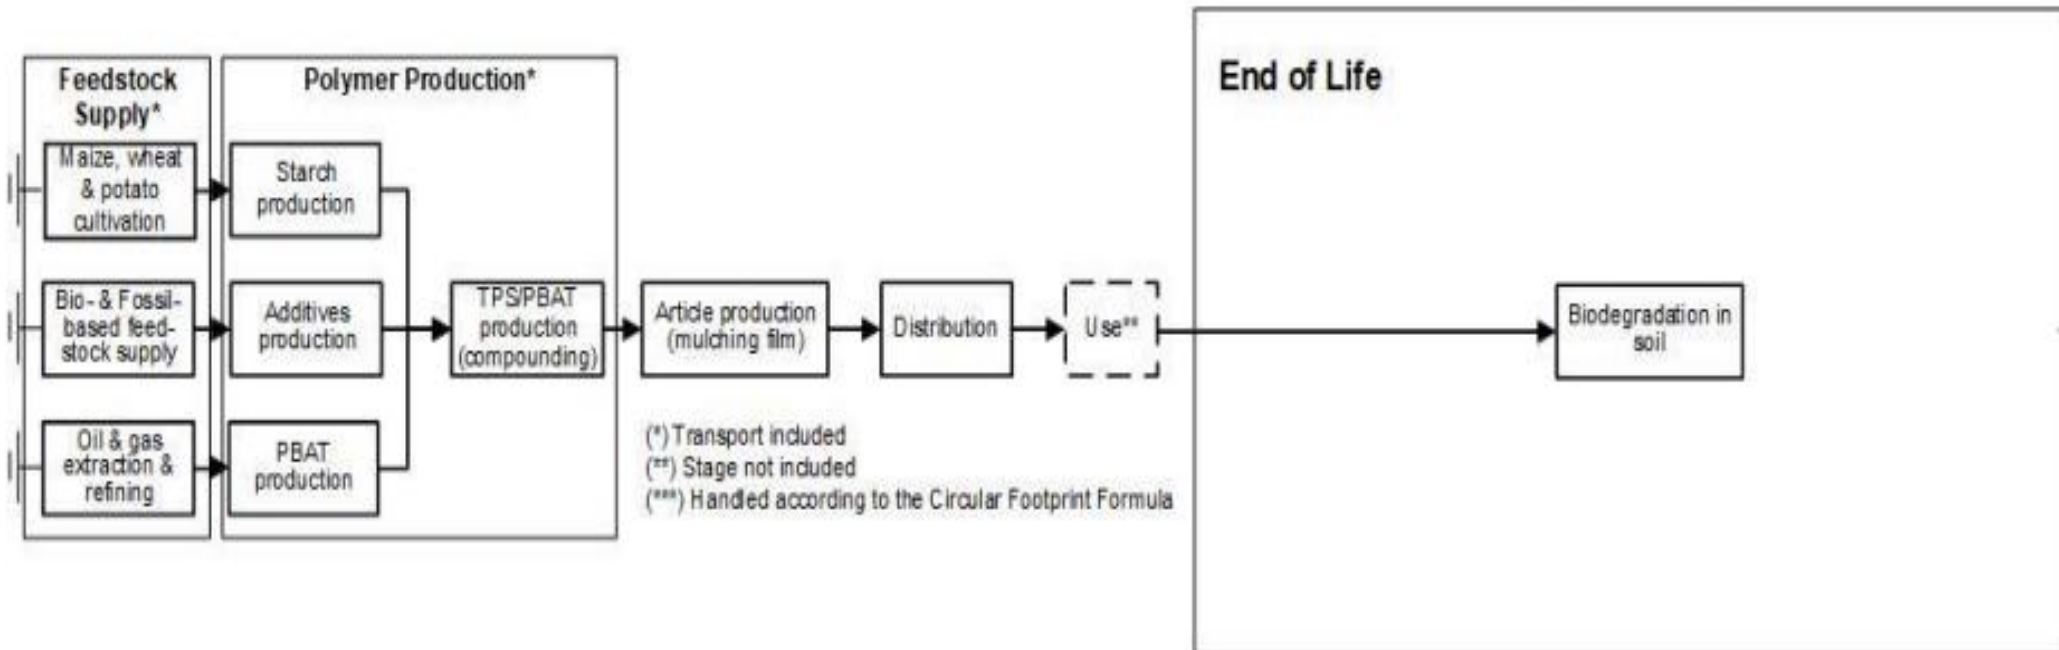 Feedstock
Supply*
Polymer Production*
End of Life
Maize, wheat
& potato
cultivation
Starch
production
Bio- & Fossil-
based feed-
stock supply
Additives
production
TPS/PBAT
production
(compounding)
Article production
(mulching film)
Distribution
Use**
Biodegradation in
soil
Oil & gas
extraction &
refining
PBAT
production
(*) Transport included
(**) Stage not included
(***) Handled according to the Circular Footprint Formula